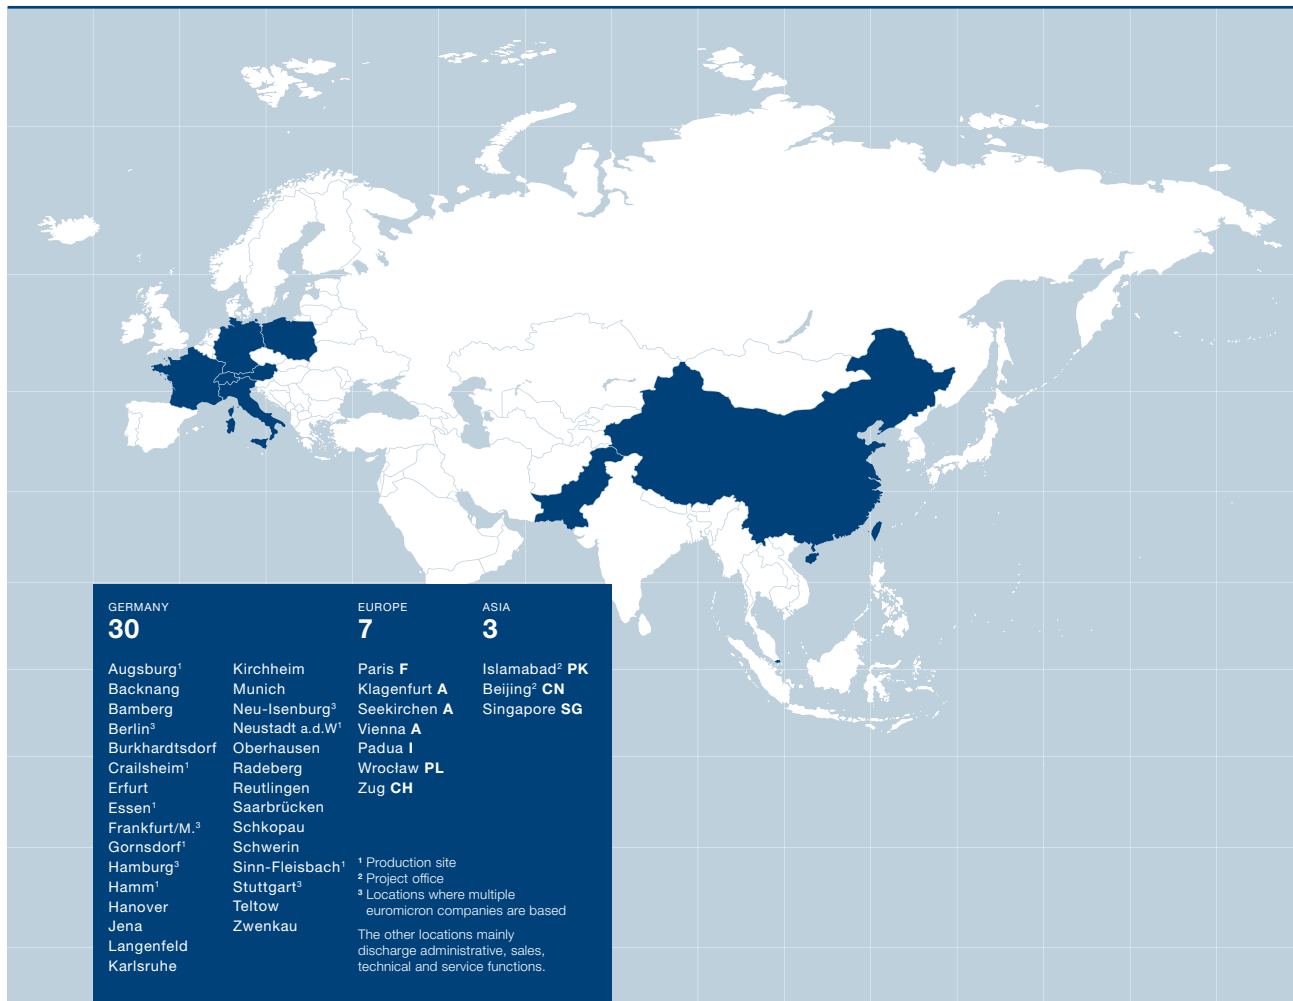 GERMANY
30
Augsburg¹
Backnang
Bamberg
Berlin³
Burkhardtsdorf
Crailsheim¹
Erfurt
Essen¹
Frankfurt/M.³
Gornsdorf¹
Hamburg³
Hamm¹
Hanover
Jena
Langenfeld
Karlsruhe
Kirchheim
Munich
Neu-Isenburg³
Neustadt a.d.W¹
Oberhausen
Radeberg
Reutlingen
Saarbrücken
Schkopau
Schwerin
Sinn-Fleisbach¹
Stuttgart³
Teltow
Zwenkau
EUROPE
7
Paris F
Klagenfurt A
Seekirchen A
Vienna A
Padua I
Wrocław PL
Zug CH
ASIA
3
Islamabad² PK
Beijing² CN
Singapore SG
¹ Production site
² Project office
³ Locations where multiple
euromicron companies are based
The other locations mainly
discharge administrative, sales,
technical and service functions.